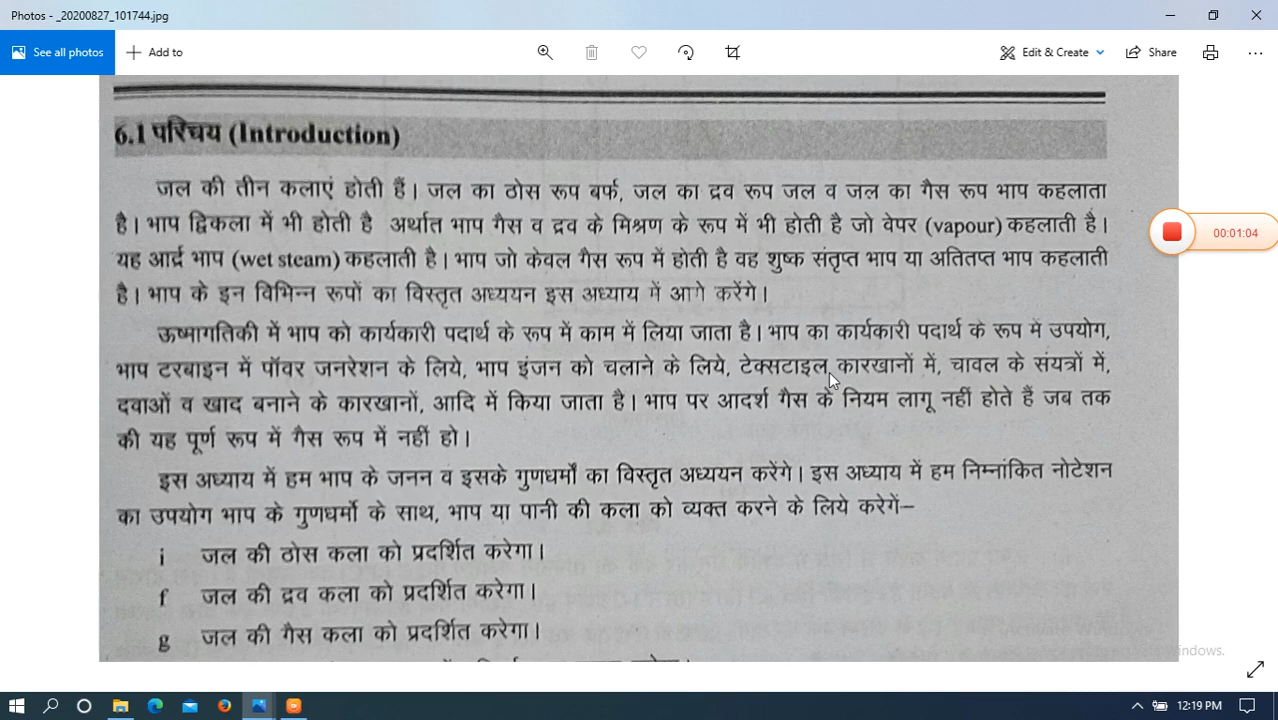 Photos - _20200827_101744.jpg
See all photos
Add to
Edit & Create
Share
6.1 परिचय (Introduction)
जल की तीन कलाएं होती हैं। जल का ठोस रूप बर्फ, जल का द्रव रूप जल व जल का गैस रूप भाप कहलाता
है। भाप द्विकला में भी होती है अर्थात भाप गैस व द्रव के मिश्रण के रूप में भी होती है जो वेपर (vapour) कहलाती है।
यह आर्द्र भाप (wet steam) कहलाती है। भाप जो केवल गैस रूप में होती है वह शुष्क संतृप्त भाप या अतितप्त भाप कहलाती
है। भाप के इन विभिन्न रूपों का विस्तृत अध्ययन इस अध्याय में आगे करेंगे।
00:01:04
ऊष्मागतिकी में भाप को कार्यकारी पदार्थ के रूप में काम में लिया जाता है। भाप का कार्यकारी पदार्थ के रूप में उपयोग,
भाप टरबाइन में पॉवर जनरेशन के लिये, भाप इंजन को चलाने के लिये, टेक्सटाइल कारखानों में, चावल के संयत्रों में,
दवाओं व खाद बनाने के कारखानों, आदि में किया जाता है। भाप पर आदर्श गैस के नियम लागू नहीं होते हैं जब तक
की यह पूर्ण रूप में गैस रूप में नहीं हो।
इस अध्याय में हम भाप के जनन व इसके गुणधर्मों का विस्तृत अध्ययन करेंगे। इस अध्याय में हम निम्नांकित नोटेशन
का उपयोग भाप के गुणधर्मो के साथ, भाप या पानी की कला को व्यक्त करने के लिये करेगें–
i जल की ठोस कला को प्रदर्शित करेगा।
f जल की द्रव कला को प्रदर्शित करेगा।
g जल की गैस कला को प्रदर्शित करेगा।
12:19 PM